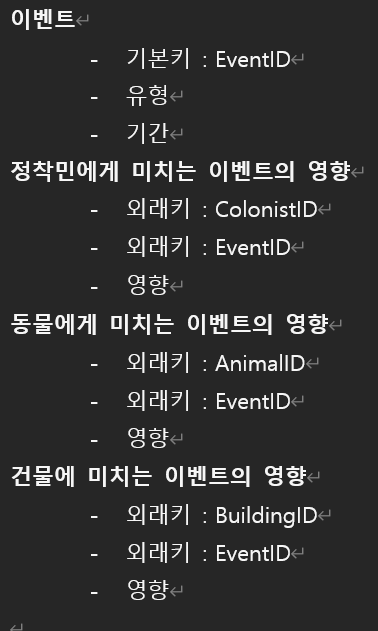 이벤트
- 기본키 : EventID
- 유형
- 기간
정착민에게 미치는 이벤트의 영향
- 외래키 : ColonistID
- 외래키 : EventID
- 영향
동물에게 미치는 이벤트의 영향
- 외래키 : AnimalID
- 외래키 : EventID
- 영향
건물에 미치는 이벤트의 영향
- 외래키 : BuildingID
- 외래키 : EventID
- 영향